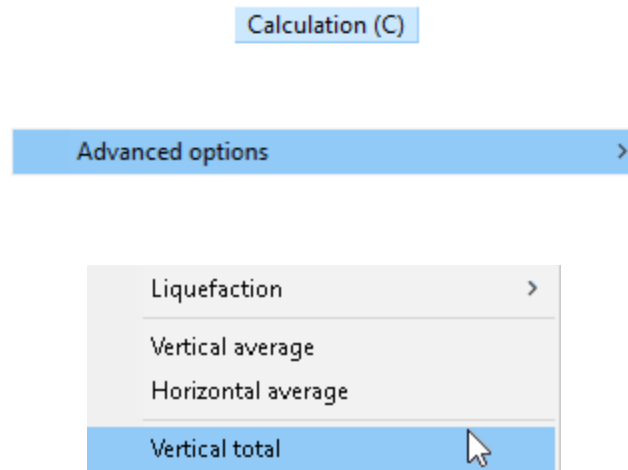 Calculation (C)
Advanced options
Liquefaction
Vertical average
Horizontal average
Vertical total